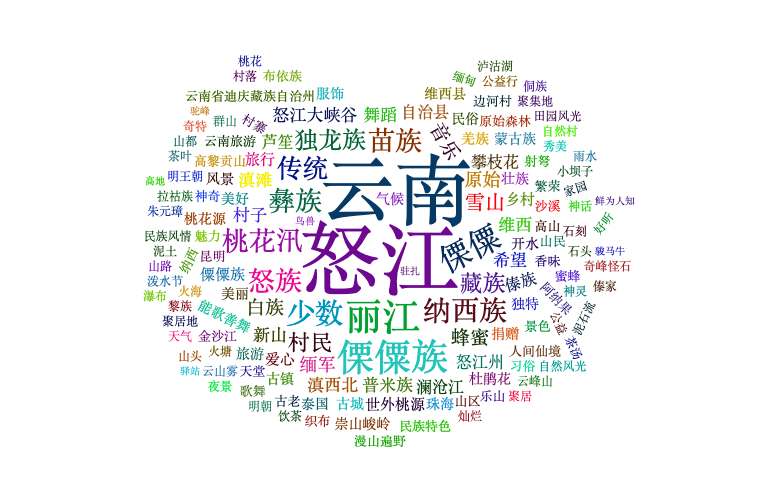 桃花
泸沽湖
村落
布依族
缅甸
公益行
侗族
云南省迪庆藏族自治州
服饰
维西县
边河村
聚集地
驼峰
群山
怒江大峡谷
舞蹈
自治县
民俗
原始森林
田园风光
奇特
村寨
芦笙
独龙族
苗族
音乐
羌族
蒙古族
自然村
秀美
山都
云南旅游
茶叶
高黎贡山
旅行
传统
云南
攀枝花
射弩
雨水
小坝子
高地
明王朝
风景
滇滩
气候
原始
壮族
繁荣
家园
拉祜族
神奇
美好
彝族
雪山
乡村
沙溪
神话
鲜为人知
朱元璋
桃花源
村子
鸟兽
怒江
傈僳
维西
高山
石刻
好听
民族风情
魅力
桃花汛
开水
山民
泥土
纳西
昆明
驻扎
希望
香味
石头
骏马牛
山路
傈僳族
怒族
藏族
傣族
蜜蜂
奇峰怪石
泼水节
火海
美丽
神灵
傣家
瀑布
能歌善舞
白族
少数
丽江
纳西族
独特
阿纳果
泥石流
黎族
聚居地
新山
村民
蜂蜜
捐赠
景色
公益
茶汤
天气
金沙江
傈僳族
人间仙境
山头
火塘
旅游
爱心
缅军
怒江州
习俗
自然风光
驿站
云山雾
天堂
古镇
滇西北
普米族
澜沧江
杜鹃花
云峰山
夜景
歌舞
明朝
古老
泰国
古城
世外桃源
珠海
山区
乐山
聚居
饮茶
织布
崇山峻岭
民族特色
灿烂
漫山遍野